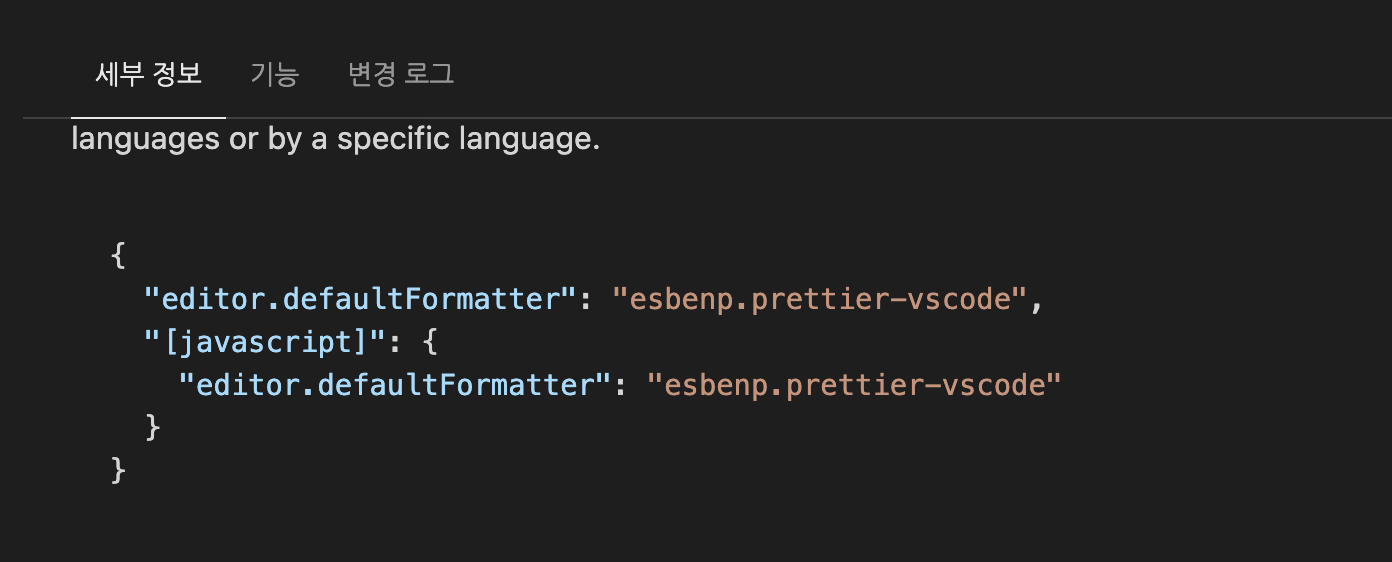 세부 정보 기능 변경 로그
languages or by a specific language.
{
  "editor.defaultFormatter": "esbenp.prettier-vscode",
  "[javascript]": {
    "editor.defaultFormatter": "esbenp.prettier-vscode"
  }
}